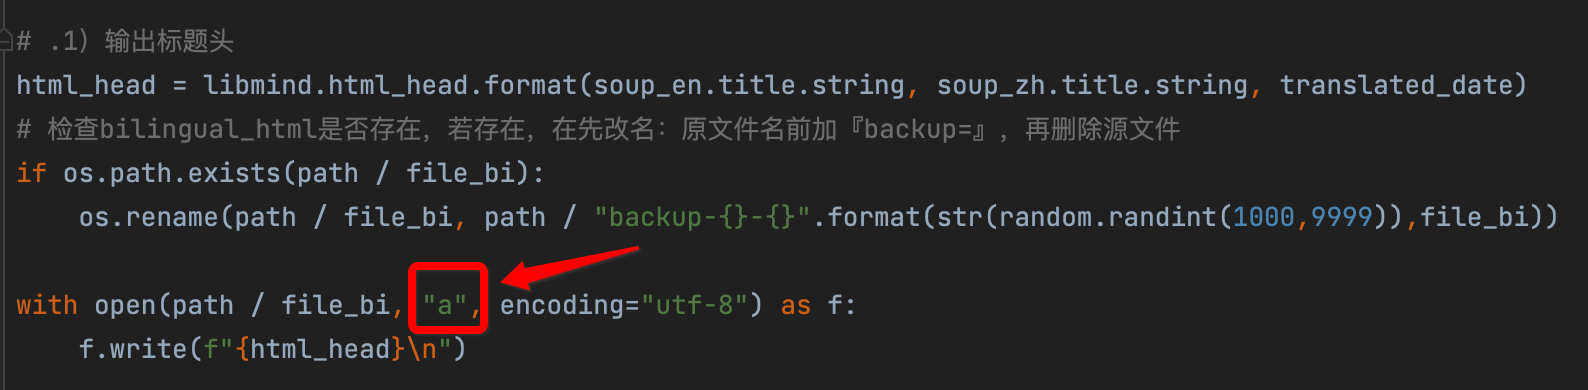 # .1）输出标题头
html_head = libmind.html_head.format(soup_en.title.string, soup_zh.title.string, translated_date)
# 检查bilingual_html是否存在，若存在，在先改名：原文件名前加『backup=』，再删除源文件
if os.path.exists(path / file_bi):
    os.rename(path / file_bi, path / "backup-{}-{}".format(str(random.randint(1000,9999)),file_bi))
with open(path / file_bi, "a", encoding="utf-8") as f:
    f.write(f"{html_head}\n")